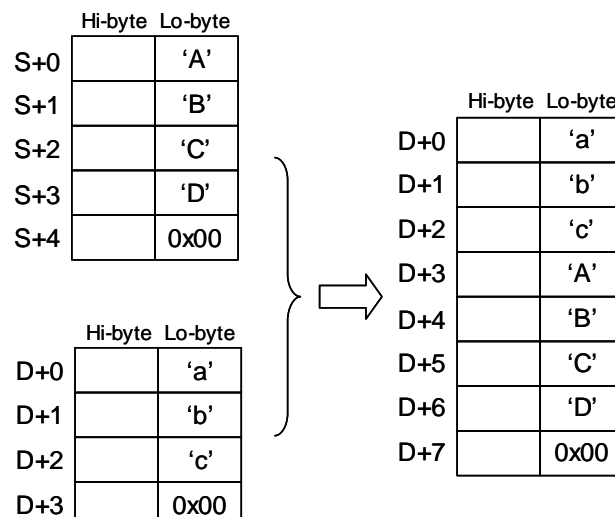 Hi-byte Lo-byte
S+0 ‘A’
S+1 ‘B’
S+2 ‘C’
S+3 ‘D’
S+4 0x00
Hi-byte Lo-byte
D+0 ‘a’
D+1 ‘b’
D+2 ‘c’
D+3 0x00
Hi-byte Lo-byte
D+0 ‘a’
D+1 ‘b’
D+2 ‘c’
D+3 ‘A’
D+4 ‘B’
D+5 ‘C’
D+6 ‘D’
D+7 0x00